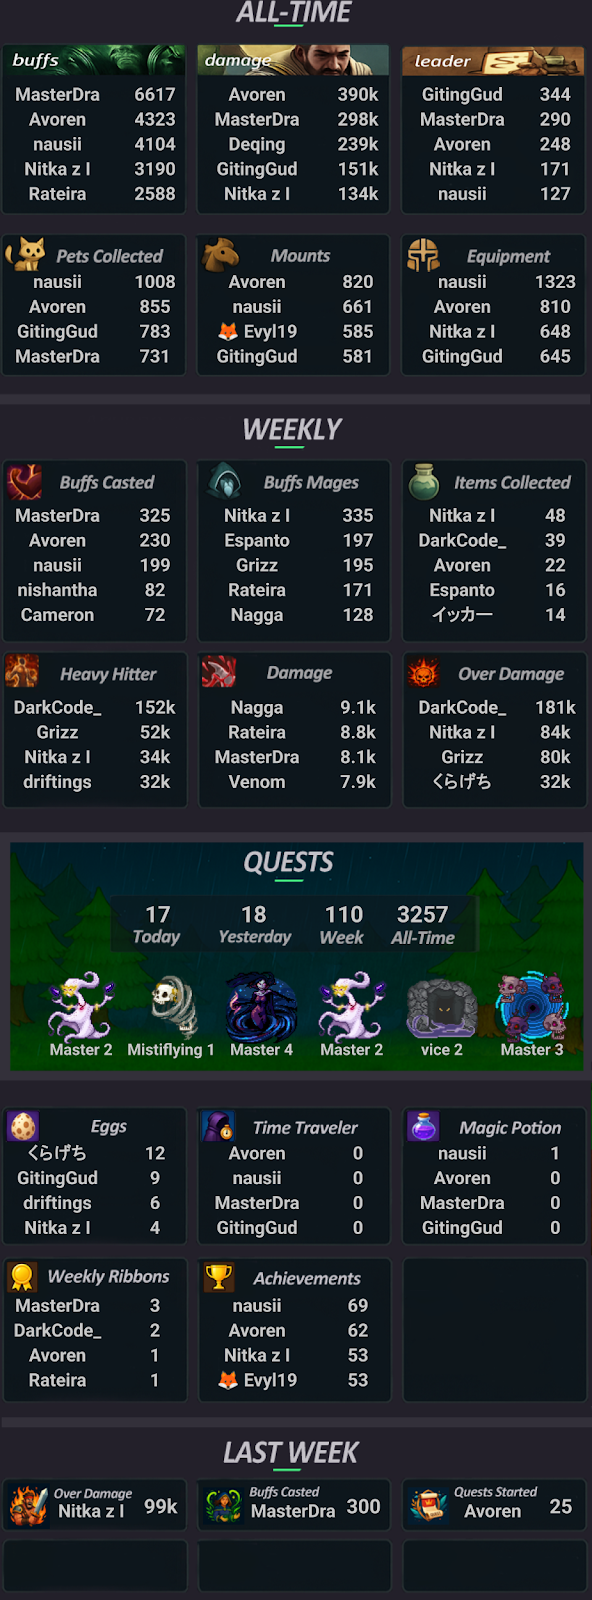 ALL-TIME
buffs
MasterDra 6617
Avoren 4323
nausii 4104
Nitka z l 3190
Rateira 2588
damage
Avoren 390k
MasterDra 298k
Deqing 239k
GitingGud 151k
Nitka z l 134k
leader
GitingGud 344
MasterDra 290
Avoren 248
Nitka z l 171
nausii 127
Pets Collected
nausii 1008
Avoren 855
GitingGud 783
MasterDra 731
Mounts
Avoren 820
nausii 661
🦊 Evyl19 585
GitingGud 581
Equipment
nausii 1323
Avoren 810
Nitka z l 648
GitingGud 645
WEEKLY
Buffs Casted
MasterDra 325
Avoren 230
nausii 199
nishantha 82
Cameron 72
Buffs Mages
Nitka z l 335
Espanto 197
Grizz 195
Rateira 171
Nagga 128
Items Collected
Nitka z l 48
DarkCode_ 39
Avoren 22
Espanto 16
イッカー 14
Heavy Hitter
DarkCode_ 152k
Grizz 52k
Nitka z l 34k
driftings 32k
Damage
Nagga 9.1k
Rateira 8.8k
MasterDra 8.1k
Venom 7.9k
Over Damage
DarkCode_ 181k
Nitka z l 84k
Grizz 80k
くらげち 32k
QUESTS
17 18 110 3257
Today Yesterday Week All-Time
Master 2 Mistiflying 1 Master 4 Master 2 vice 2 Master 3
Eggs
くらげち 12
GitingGud 9
driftings 6
Nitka z l 4
Time Traveler
Avoren 0
nausii 0
MasterDra 0
GitingGud 0
Magic Potion
nausii 1
Avoren 0
MasterDra 0
GitingGud 0
Weekly Ribbons
MasterDra 3
DarkCode_ 2
Avoren 1
Rateira 1
Achievements
nausii 69
Avoren 62
Nitka z l 53
🦊 Evyl19 53
LAST WEEK
Over Damage
Nitka z l 99k
Buffs Casted
MasterDra 300
Quests Started
Avoren 25